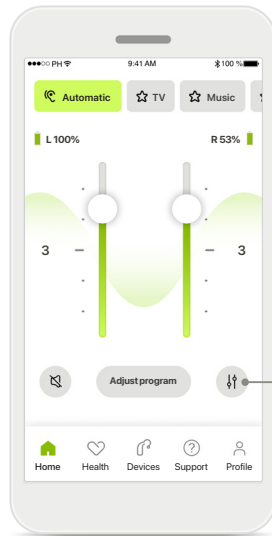 PH 9:41 AM 100 %
Automatic TV Music
L 100% R 53%
3 3
Adjust program
Home Health Devices Support Profile